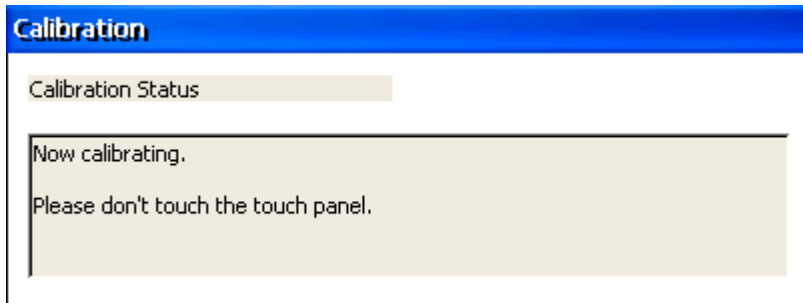 Calibration
Calibration Status
Now calibrating.
Please don't touch the touch panel.